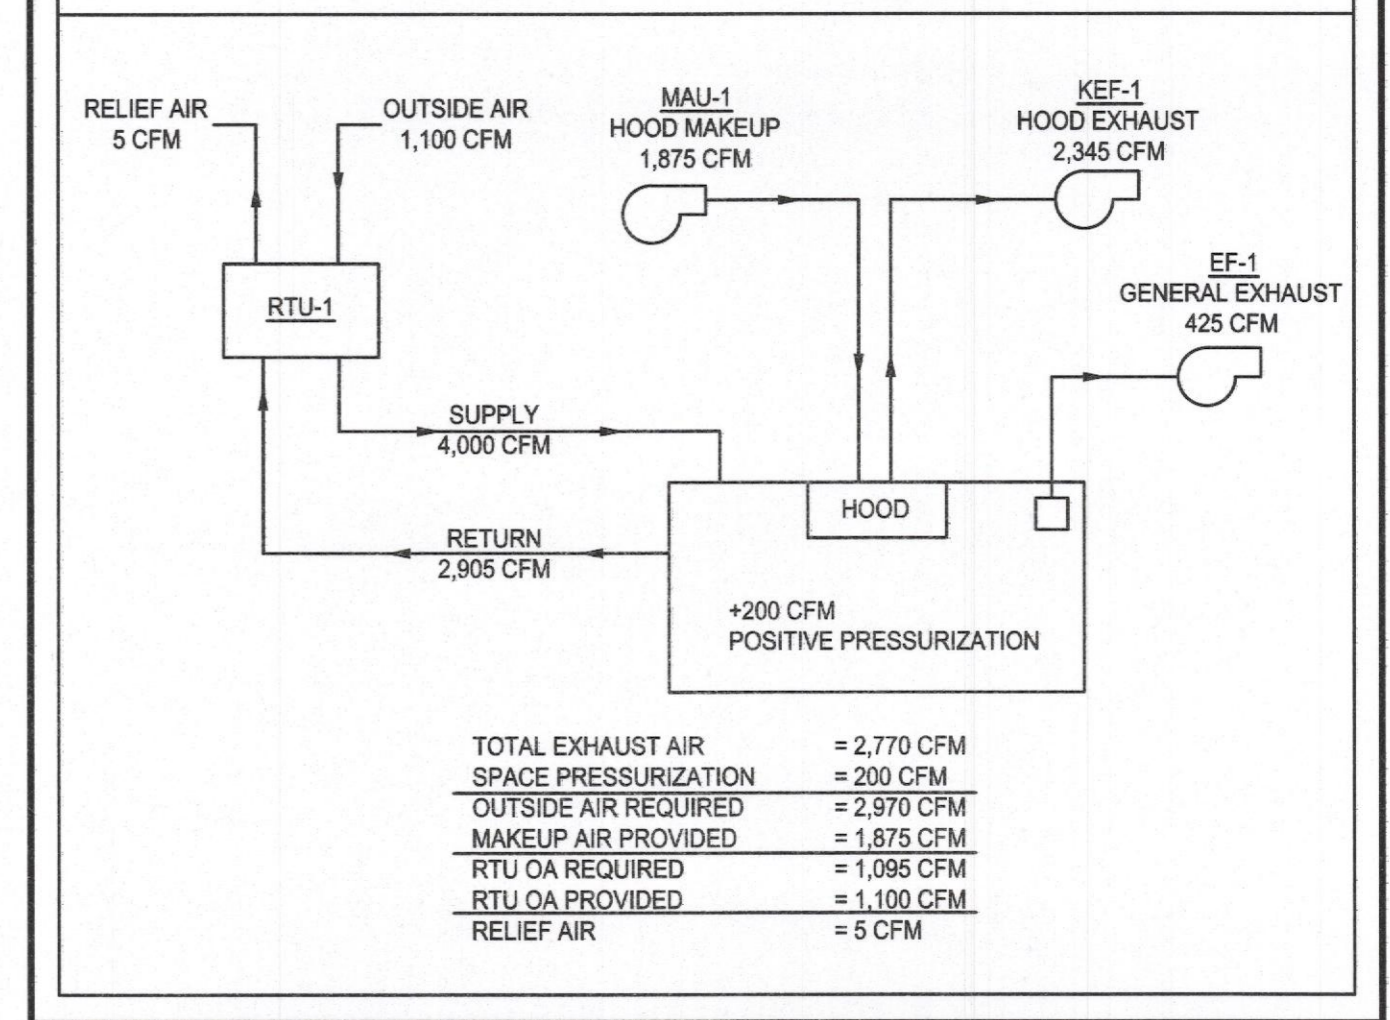 RELIEF AIR
5 CFM
OUTSIDE AIR
1,100 CFM
MAU-1
HOOD MAKEUP
1,875 CFM
KEF-1
HOOD EXHAUST
2,345 CFM
EF-1
GENERAL EXHAUST
425 CFM
RTU-1
SUPPLY
4,000 CFM
HOOD
RETURN
2,905 CFM
+200 CFM
POSITIVE PRESSURIZATION
TOTAL EXHAUST AIR = 2,770 CFM
SPACE PRESSURIZATION = 200 CFM
OUTSIDE AIR REQUIRED = 2,970 CFM
MAKEUP AIR PROVIDED = 1,875 CFM
RTU OA REQUIRED = 1,095 CFM
RTU OA PROVIDED = 1,100 CFM
RELIEF AIR = 5 CFM